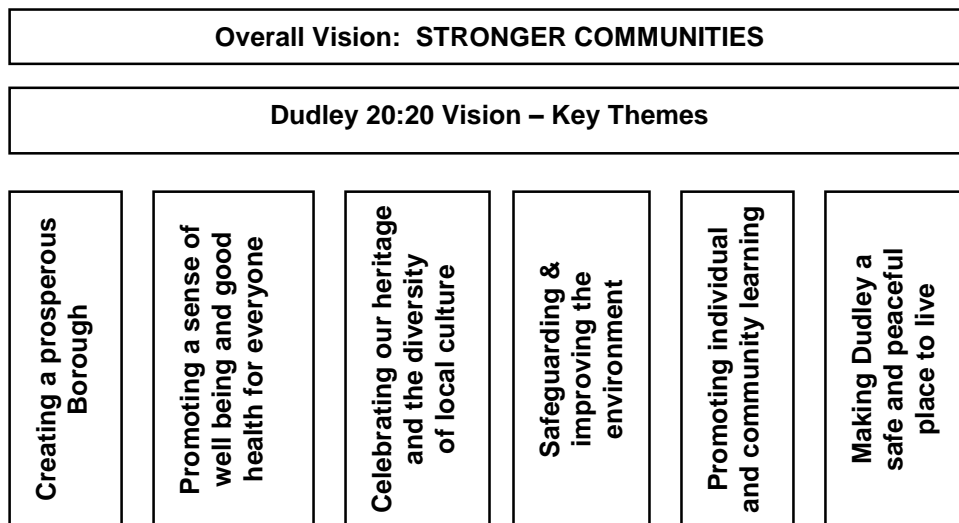 Overall Vision:  STRONGER COMMUNITIES
Dudley 20:20 Vision – Key Themes
Creating a prosperous
Borough
Promoting a sense of
well being and good
health for everyone
Celebrating our heritage
and the diversity
of local culture
Safeguarding &
improving the
environment
Promoting individual
and community learning
Making Dudley a
safe and peaceful
place to live